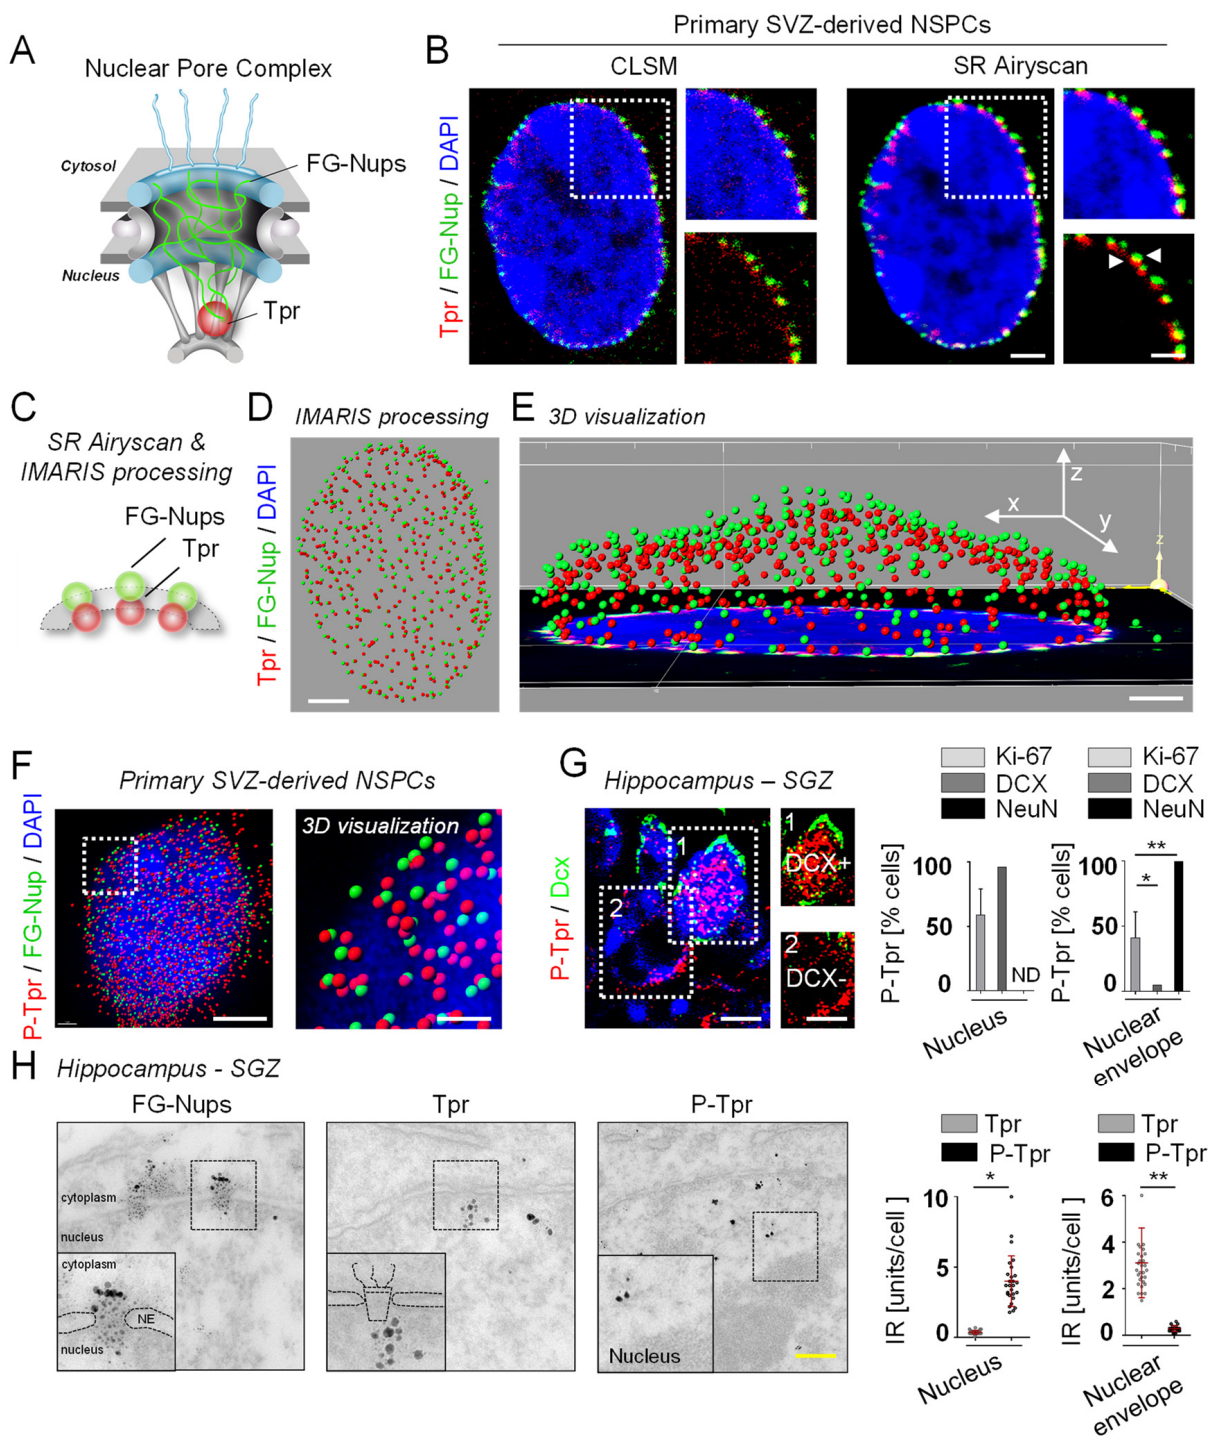 A
Nuclear Pore Complex
Cytosol
FG-Nups
Nucleus
Tpr
Primary SVZ-derived NSPCs
B
CLSM
SR Airyscan
Tpr / FG-Nup / DAPI
C
SR Airyscan &
IMARIS processing
FG-Nups
Tpr
D
IMARIS processing
Tpr / FG-Nup / DAPI
E
3D visualization
z
x
y
z
F
Primary SVZ-derived NSPCs
P-Tpr / FG-Nup / DAPI
3D visualization
G
Hippocampus – SGZ
P-Tpr / Dcx
1
2
1
DCX+
2
DCX-
Ki-67
DCX
NeuN
P-Tpr [% cells]
100
50
0
ND
Nucleus
Ki-67
DCX
NeuN
P-Tpr [% cells]
100
50
0
**
*
Nuclear
envelope
H
Hippocampus - SGZ
FG-Nups
cytoplasm
nucleus
cytoplasm
NE
nucleus
Tpr
P-Tpr
Nucleus
Tpr
P-Tpr
*
IR [units/cell ]
10
5
0
Nucleus
Tpr
P-Tpr
**
IR [units/cell ]
6
4
2
0
Nuclear
envelope